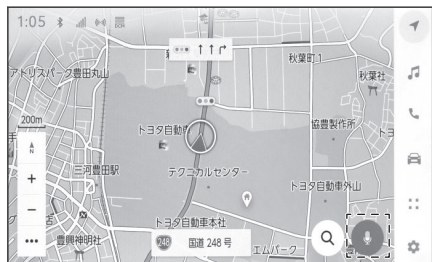 1:05
秋葉町1
アドリスパーク豊田丸山
秋葉社
200m
トヨタ自動
協豊製作所
N
三河豊田駅
テクニカルセンター
トヨタ自動車外山
トヨタ自動車本社
248
国道 248 号
豊興神明社
エムパーク